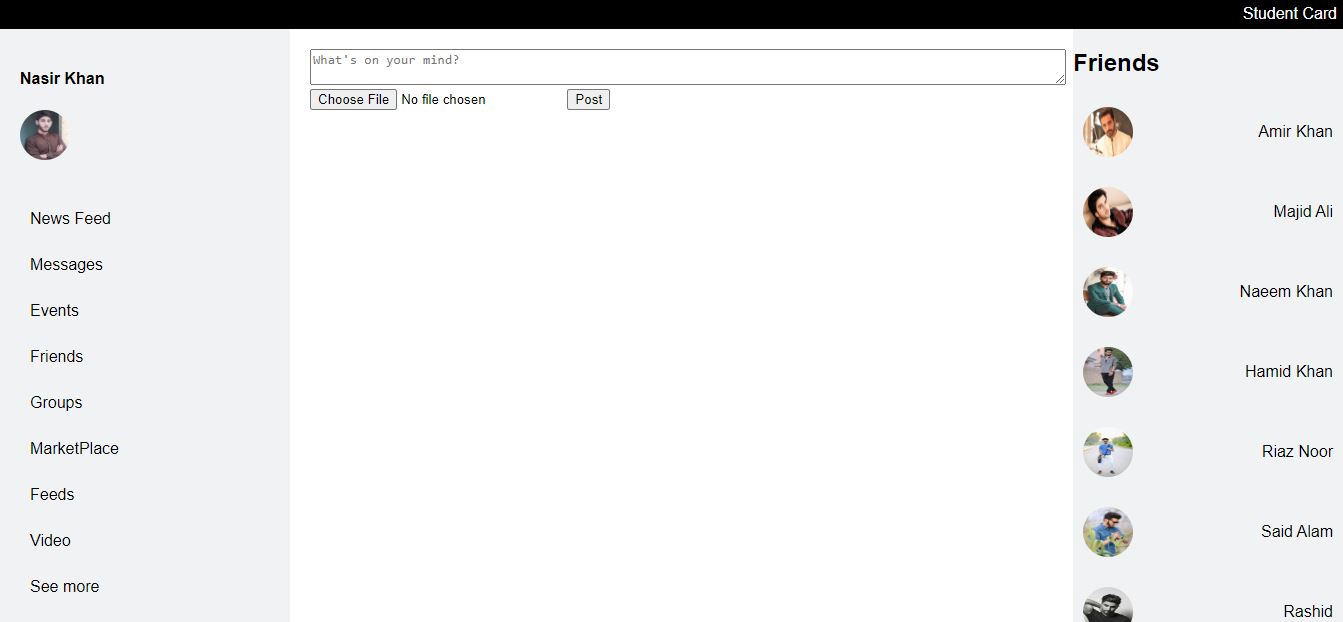 Student Card
Nasir Khan
News Feed
Messages
Events
Friends
Groups
MarketPlace
Feeds
Video
See more
What's on your mind?
Choose File No file chosen Post
Friends
Amir Khan
Majid Ali
Naeem Khan
Hamid Khan
Riaz Noor
Said Alam
Rashid